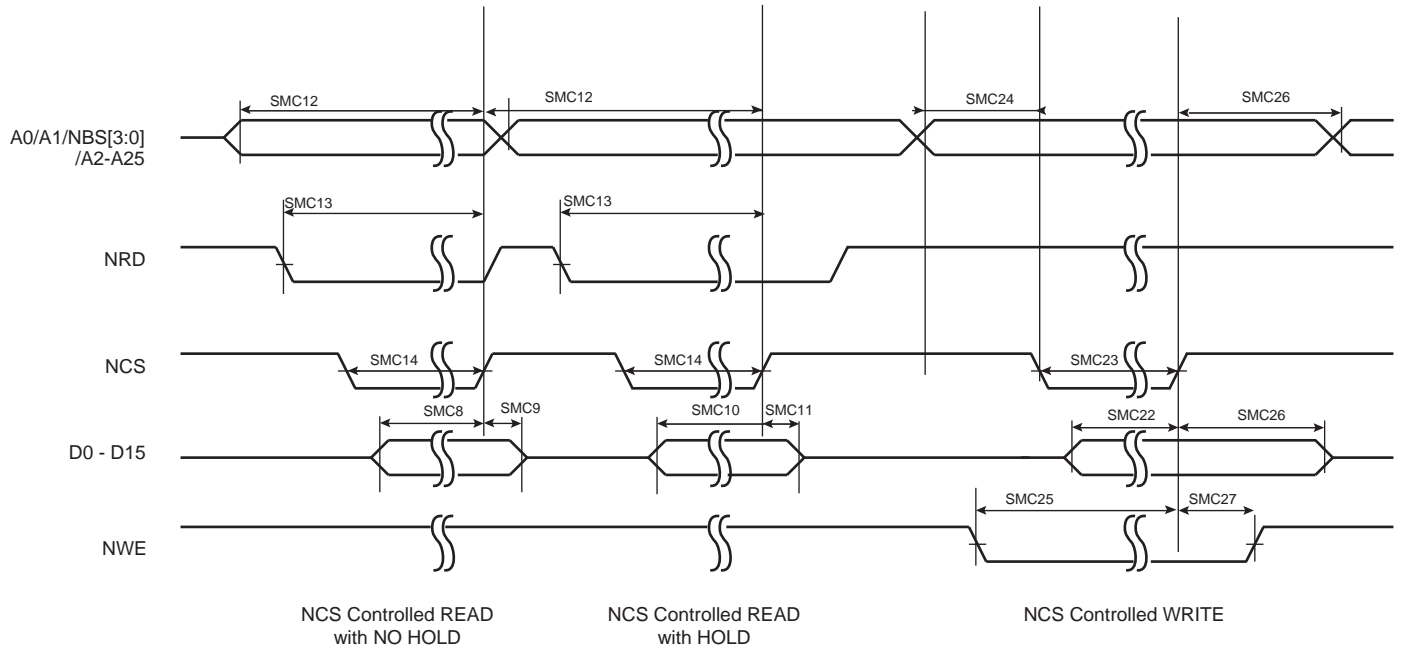 SMC12
SMC12
SMC24
SMC26
A0/A1/NBS[3:0]
/A2-A25
SMC13
SMC13
NRD
NCS
SMC14
SMC14
SMC23
SMC8
SMC9
SMC10
SMC11
SMC22
SMC26
D0 - D15
SMC25
SMC27
NWE
NCS Controlled READ
with NO HOLD
NCS Controlled READ
with HOLD
NCS Controlled WRITE